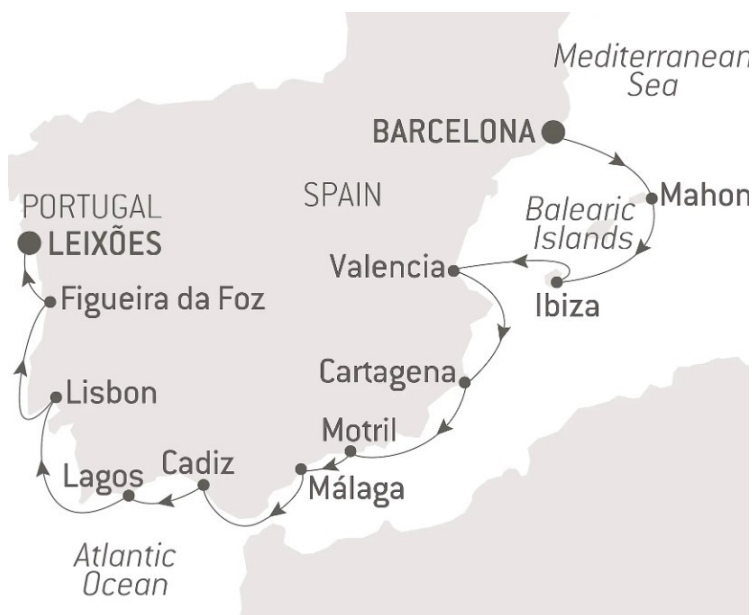 Mediterranean
Sea
BARCELONA
SPAIN
PORTUGAL
Mahon
Balearic
Islands
LEIXÕES
Valencia
Figueira da Foz
Ibiza
Cartagena
Lisbon
Motril
Cadiz
Lagos
Málaga
Atlantic
Ocean